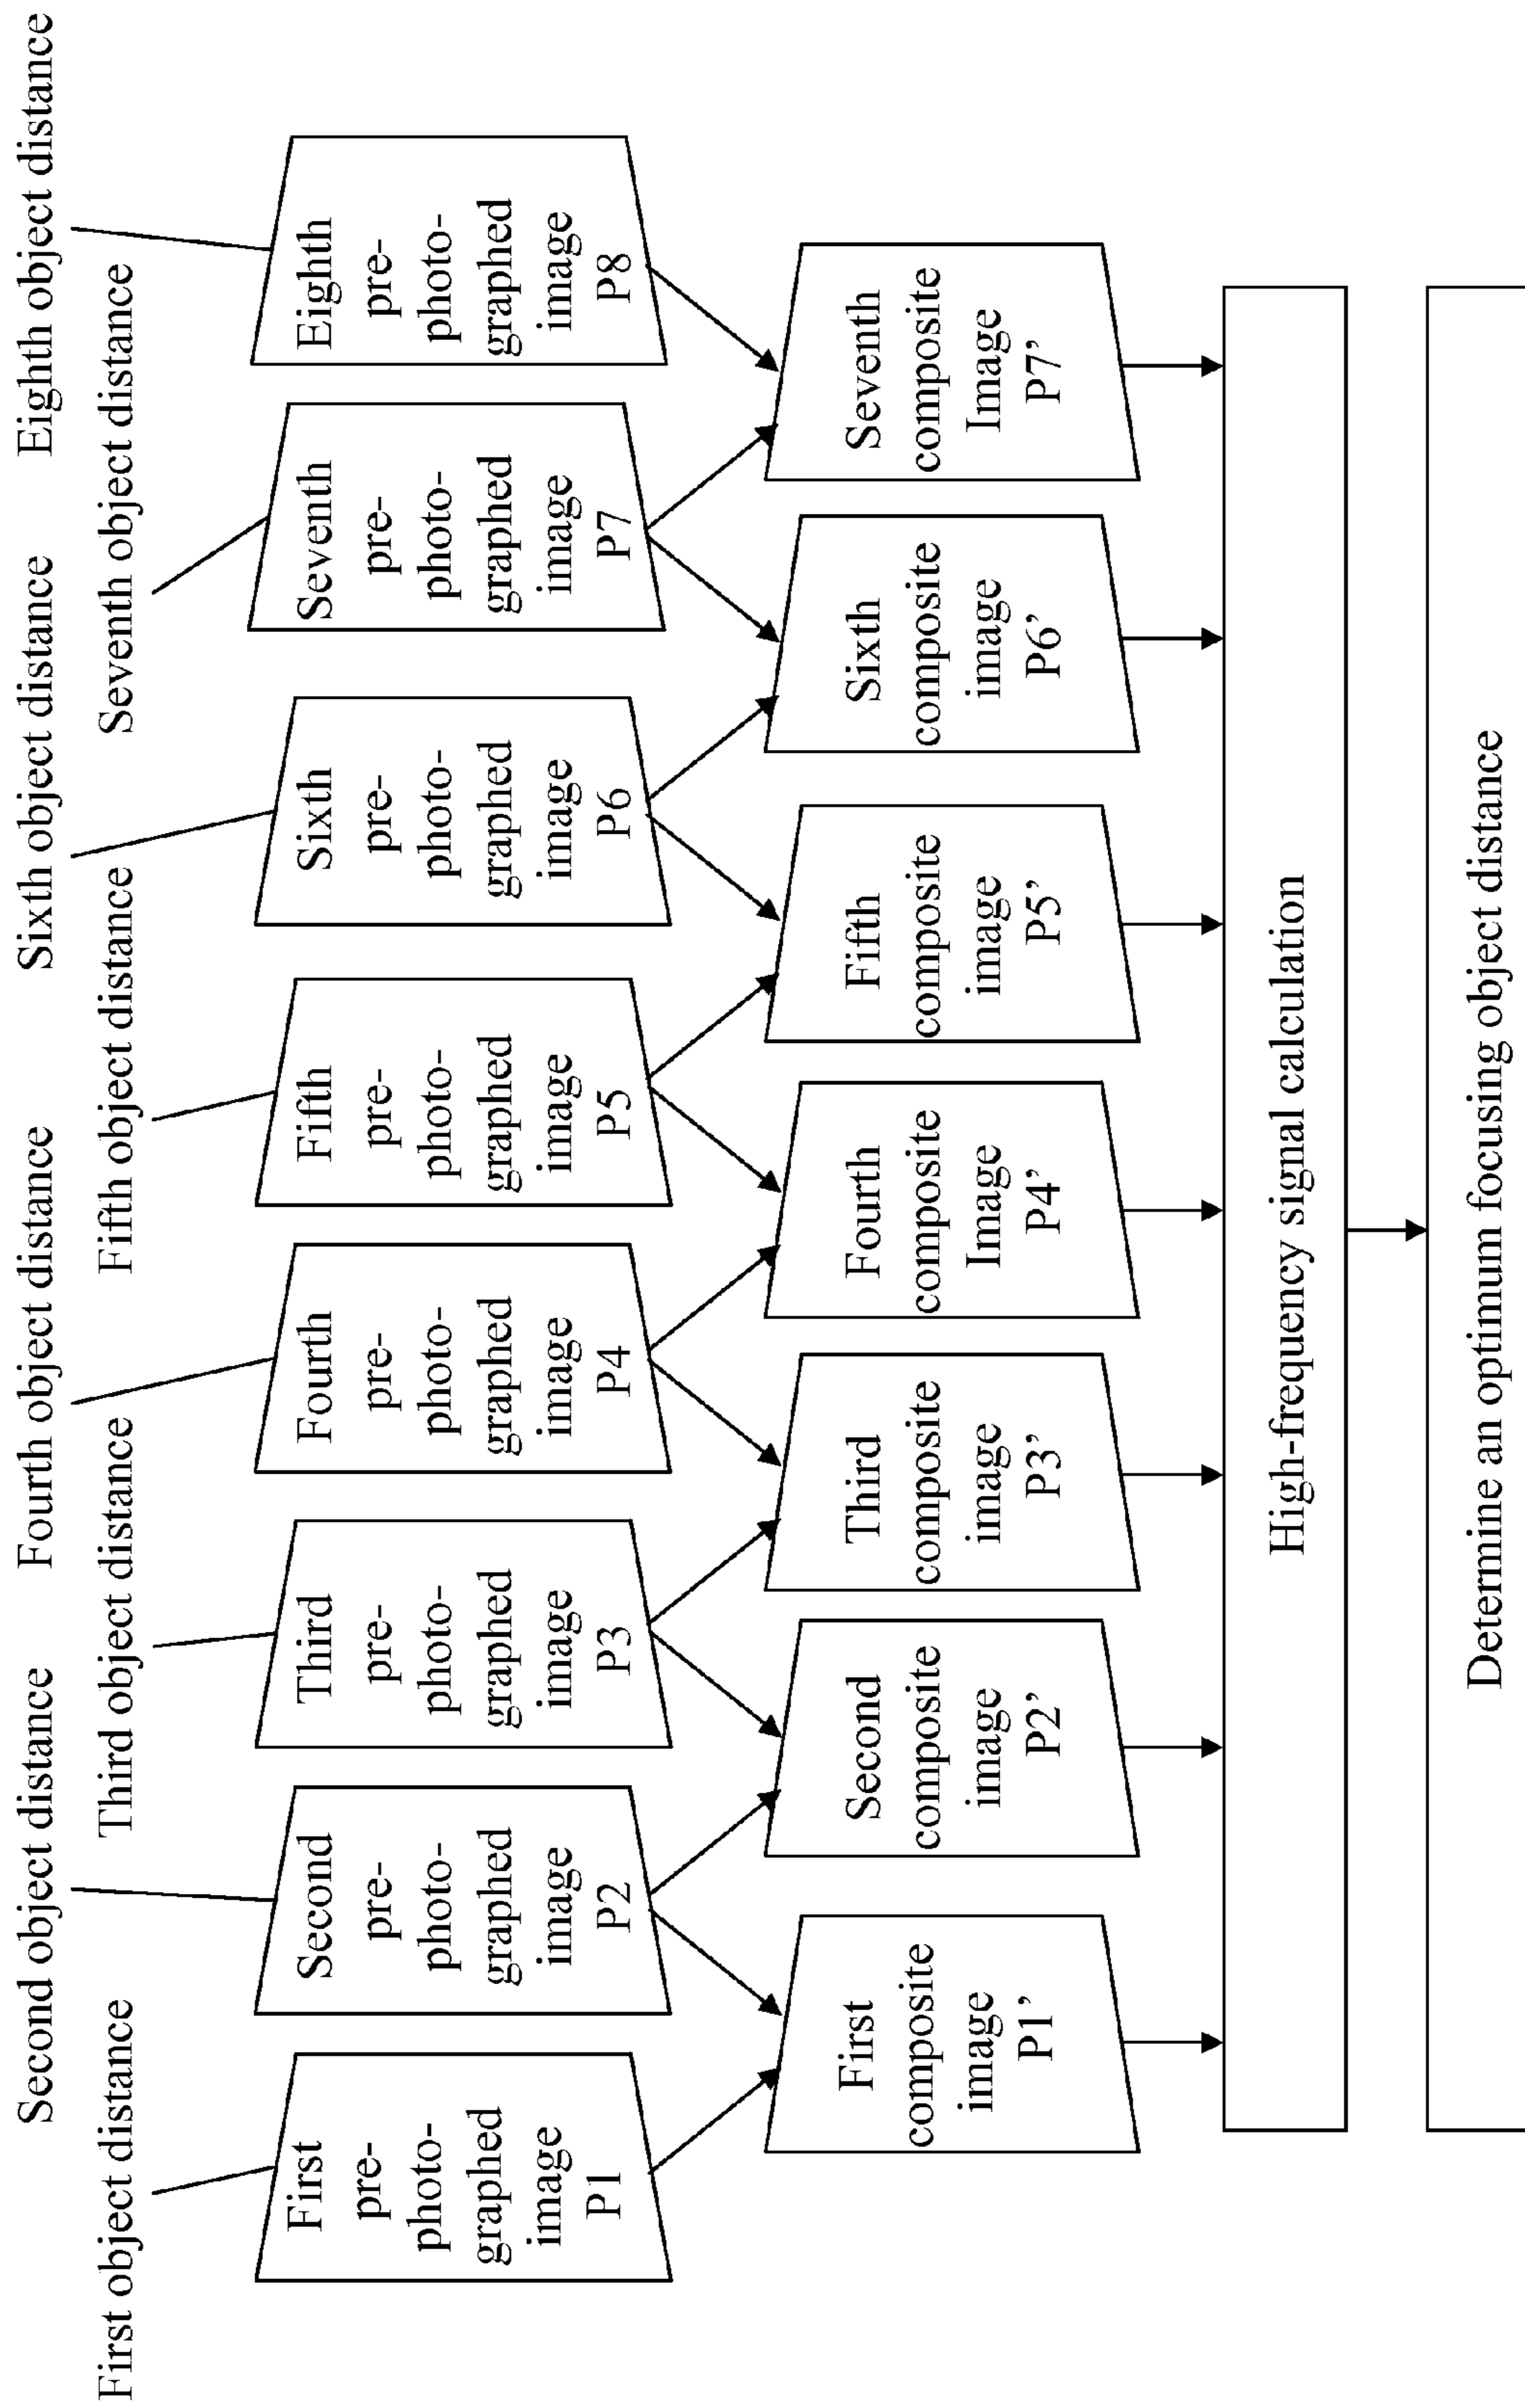 First object distance
Second object distance
Third object distance
Fourth object distance
Fifth object distance
Sixth object distance
Seventh object distance
Eighth object distance
First
pre-
photo-
graphed
image
P1
Second
pre-
photo-
graphed
image
P2
Third
pre-
photo-
graphed
image
P3
Fourth
pre-
photo-
graphed
image
P4
Fifth
pre-
photo-
graphed
image
P5
Sixth
pre-
photo-
graphed
image
P6
Seventh
pre-
photo-
graphed
image
P7
Eighth
pre-
photo-
graphed
image
P8
First
composite
image
P1’
Second
composite
image
P2’
Third
composite
image
P3’
Fourth
composite
Image
P4’
Fifth
composite
image
P5’
Sixth
composite
image
P6’
Seventh
composite
Image
P7’
High-frequency signal calculation
Determine an optimum focusing object distance